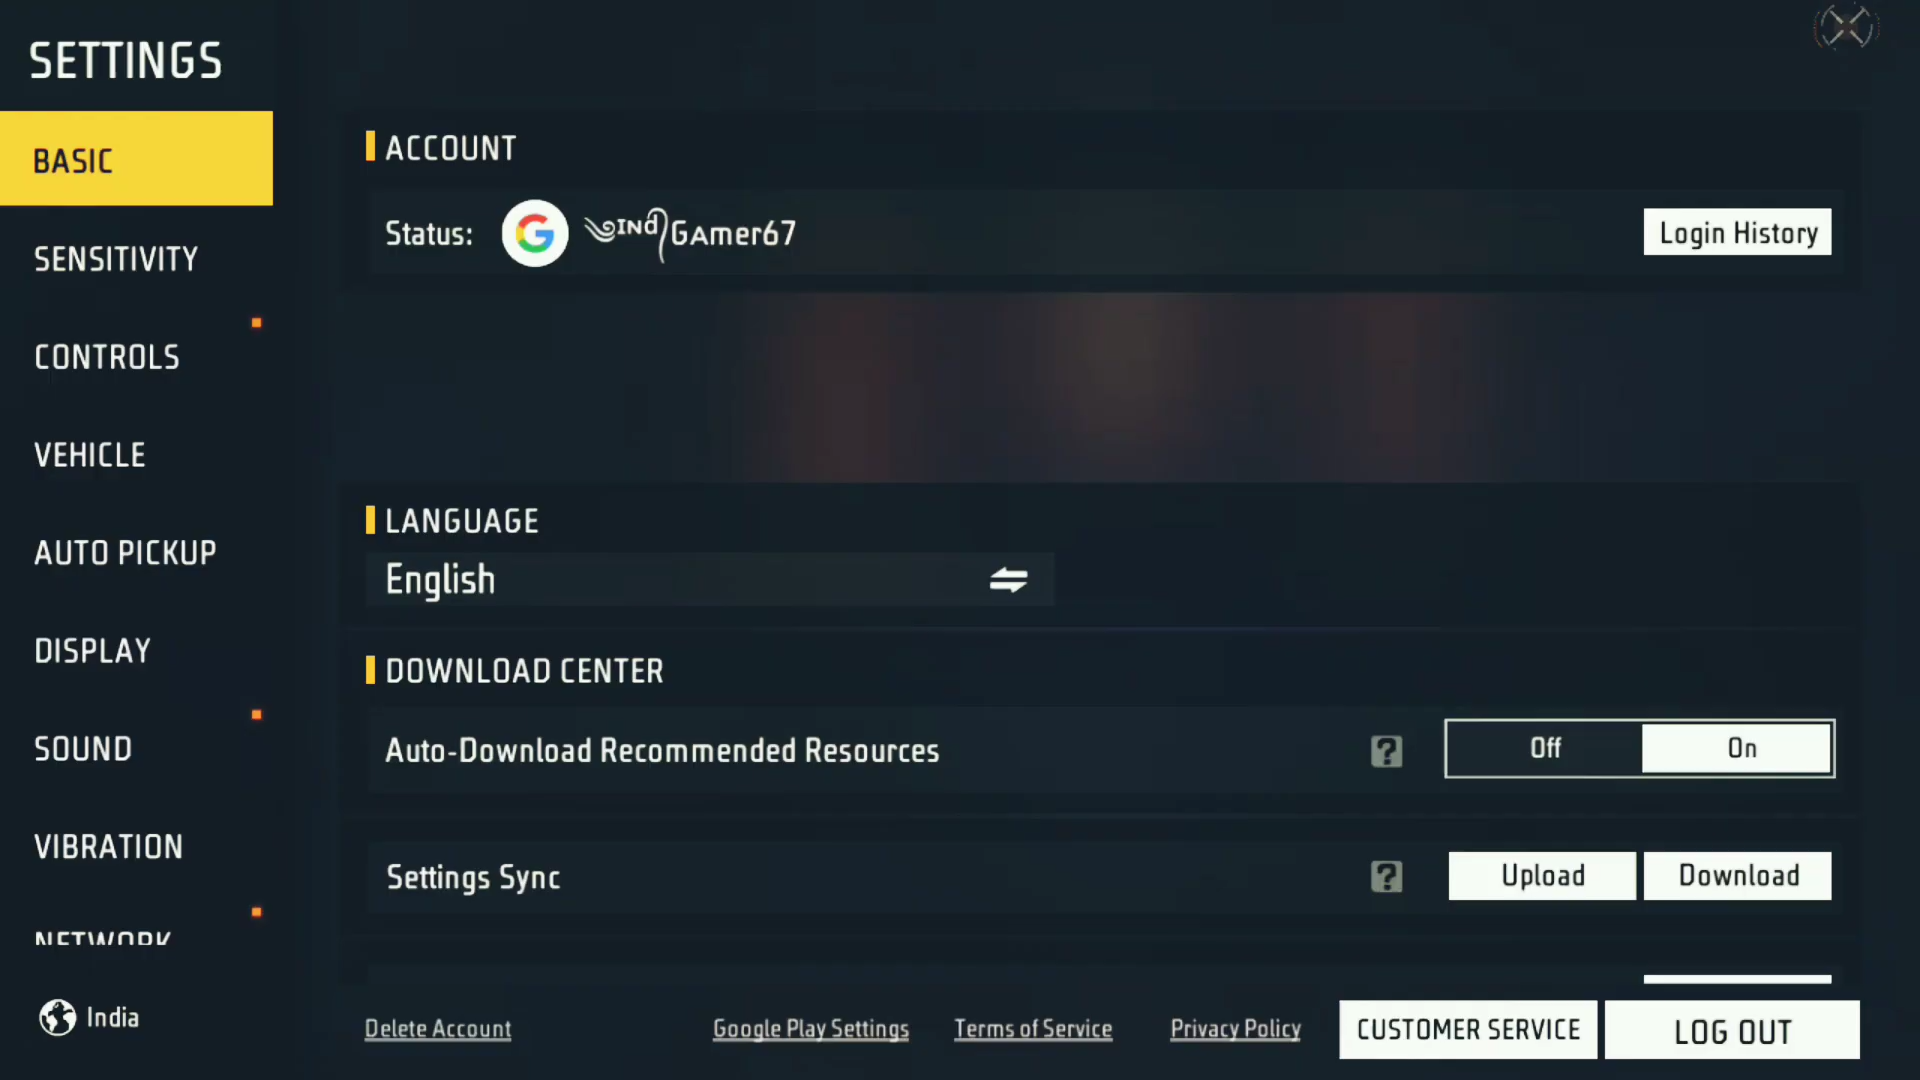 SETTINGS
BASIC
SENSITIVITY
CONTROLS
VEHICLE
AUTO PICKUP
DISPLAY
SOUND
VIBRATION
NETWORK
India
ACCOUNT
Status: ༄ᴵᴺᵈ᭄GAmer67
Login History
LANGUAGE
English
DOWNLOAD CENTER
Auto-Download Recommended Resources ? Off On
Settings Sync ? Upload Download
Delete Account Google Play Settings Terms of Service Privacy Policy CUSTOMER SERVICE LOG OUT